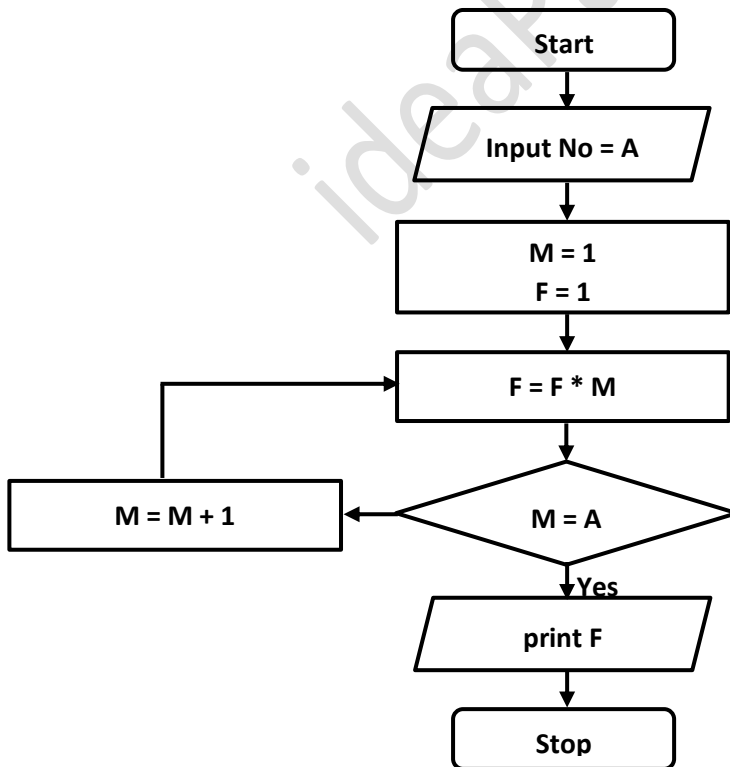 Start
Input No = A
M = 1
F = 1
F = F * M
M = M + 1
M = A
Yes
print F
Stop